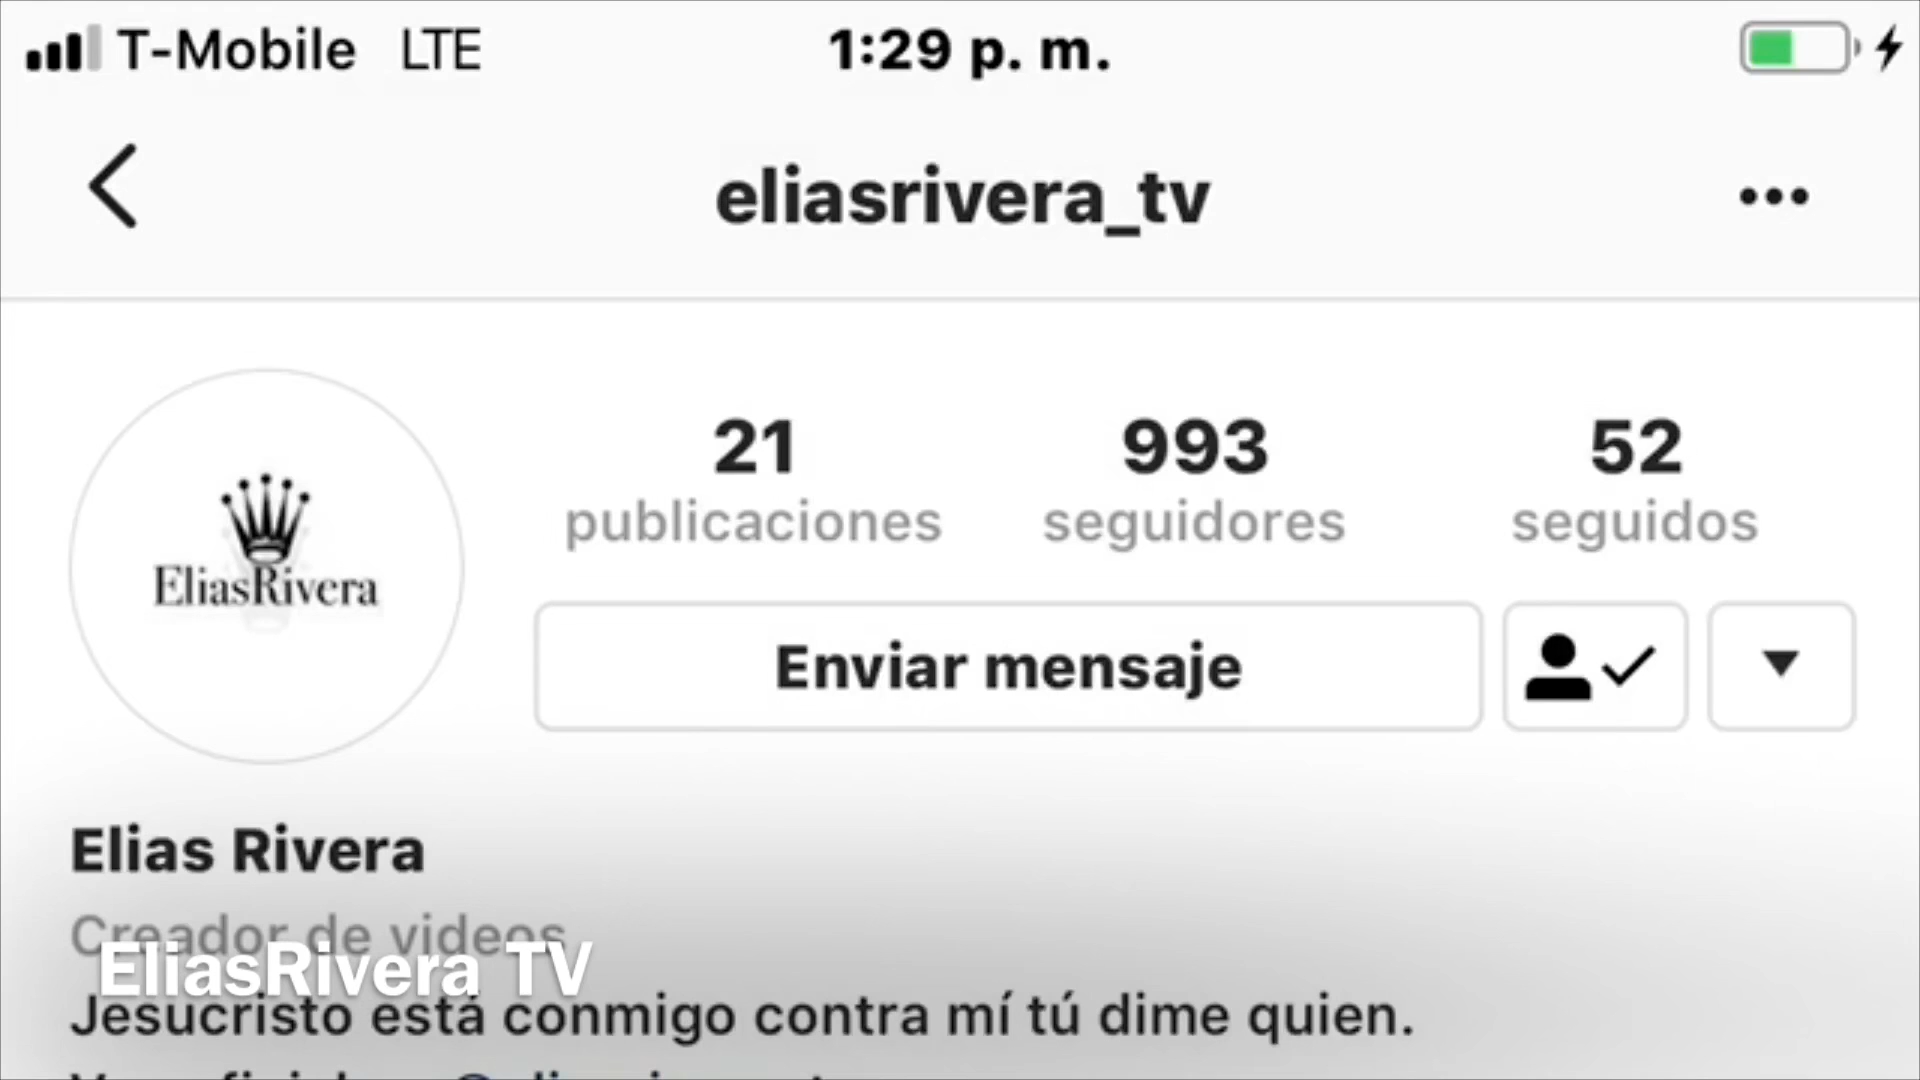 T-Mobile LTE 1:29 p. m.
eliasrivera_tv
21 993 52
publicaciones seguidores seguidos
EliasRivera
Enviar mensaje
Elias Rivera
Creador de videos
EliasRivera TV
Jesucristo está conmigo contra mí tú dime quien.